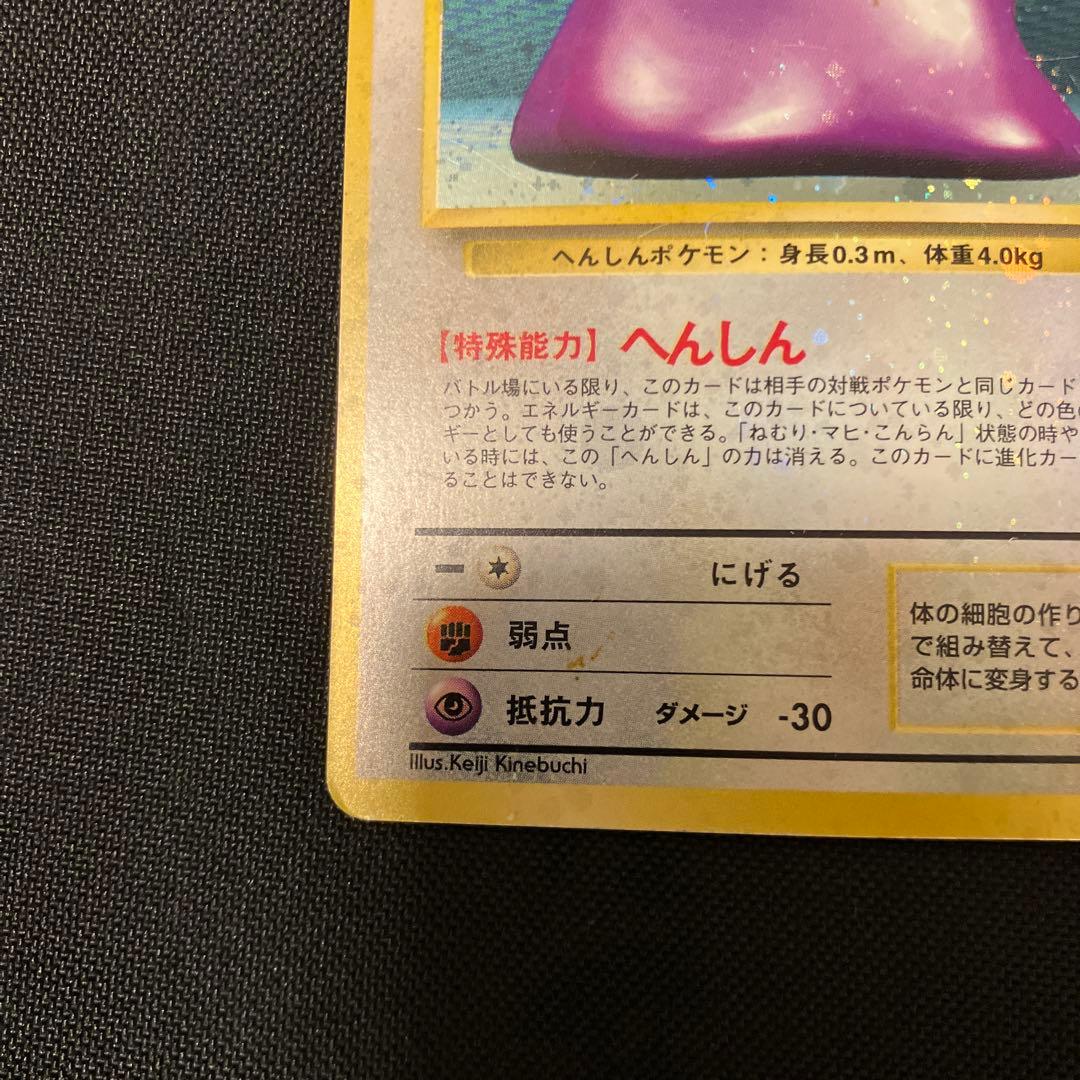 へんしんポケモン：身長0.3m、体重4.0kg
【特殊能力】 へんしん
バトル場にいる限り、このカードは相手の対戦ポケモンと同じカード
つかう。エネルギーカードは、このカードについている限り、どの色の
ギーとしても使うことができる。「ねむり・マヒ・こんらん」状態の時や
いる時には、この「へんしん」の力は消える。このカードに進化カー
ることはできない。
にげる
弱点
抵抗力 ダメージ -30
体の細胞の作り
で組み替えて、
命体に変身する
Illus.Keiji Kinebuchi